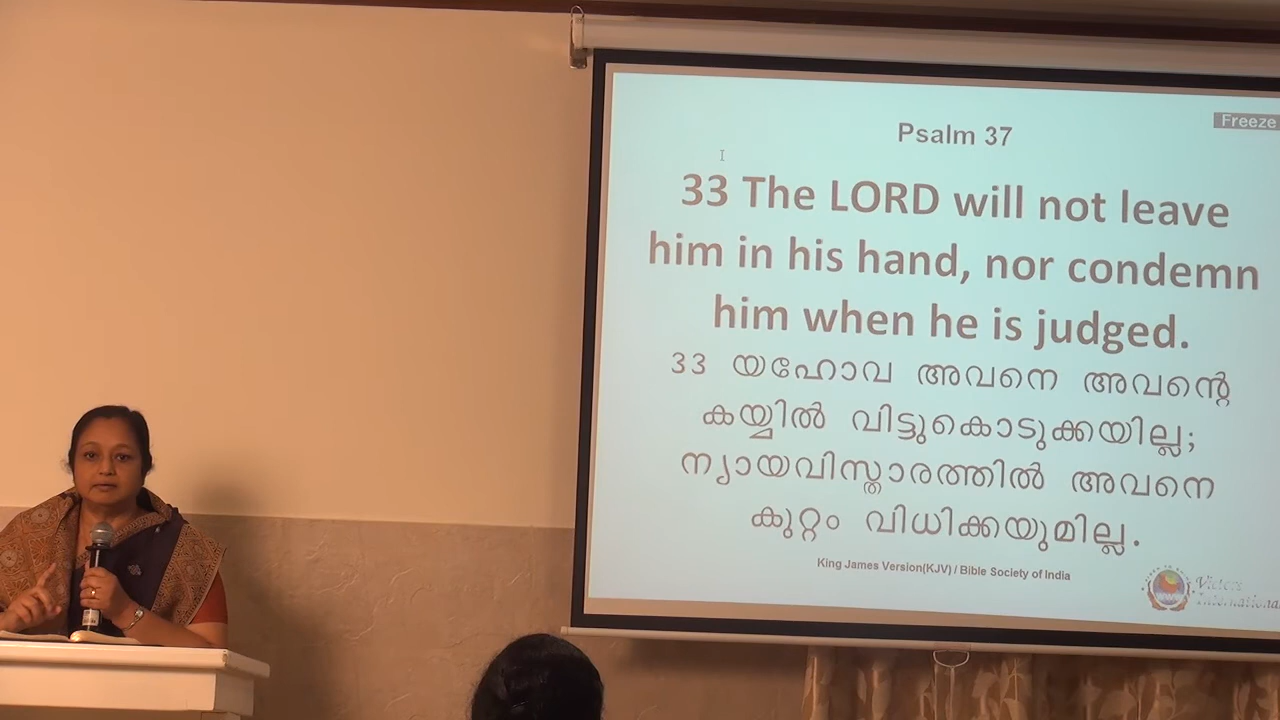 Freeze
Psalm 37
33 The LORD will not leave
him in his hand, nor condemn
him when he is judged.
33 യഹോവ അവനെ അവന്റെ
കയ്യിൽ വിട്ടുകൊടുക്കയില്ല;
ന്യായവിസ്താരത്തിൽ അവനെ
കുറ്റം വിധിക്കയുമില്ല.
King James Version(KJV) / Bible Society of India
International